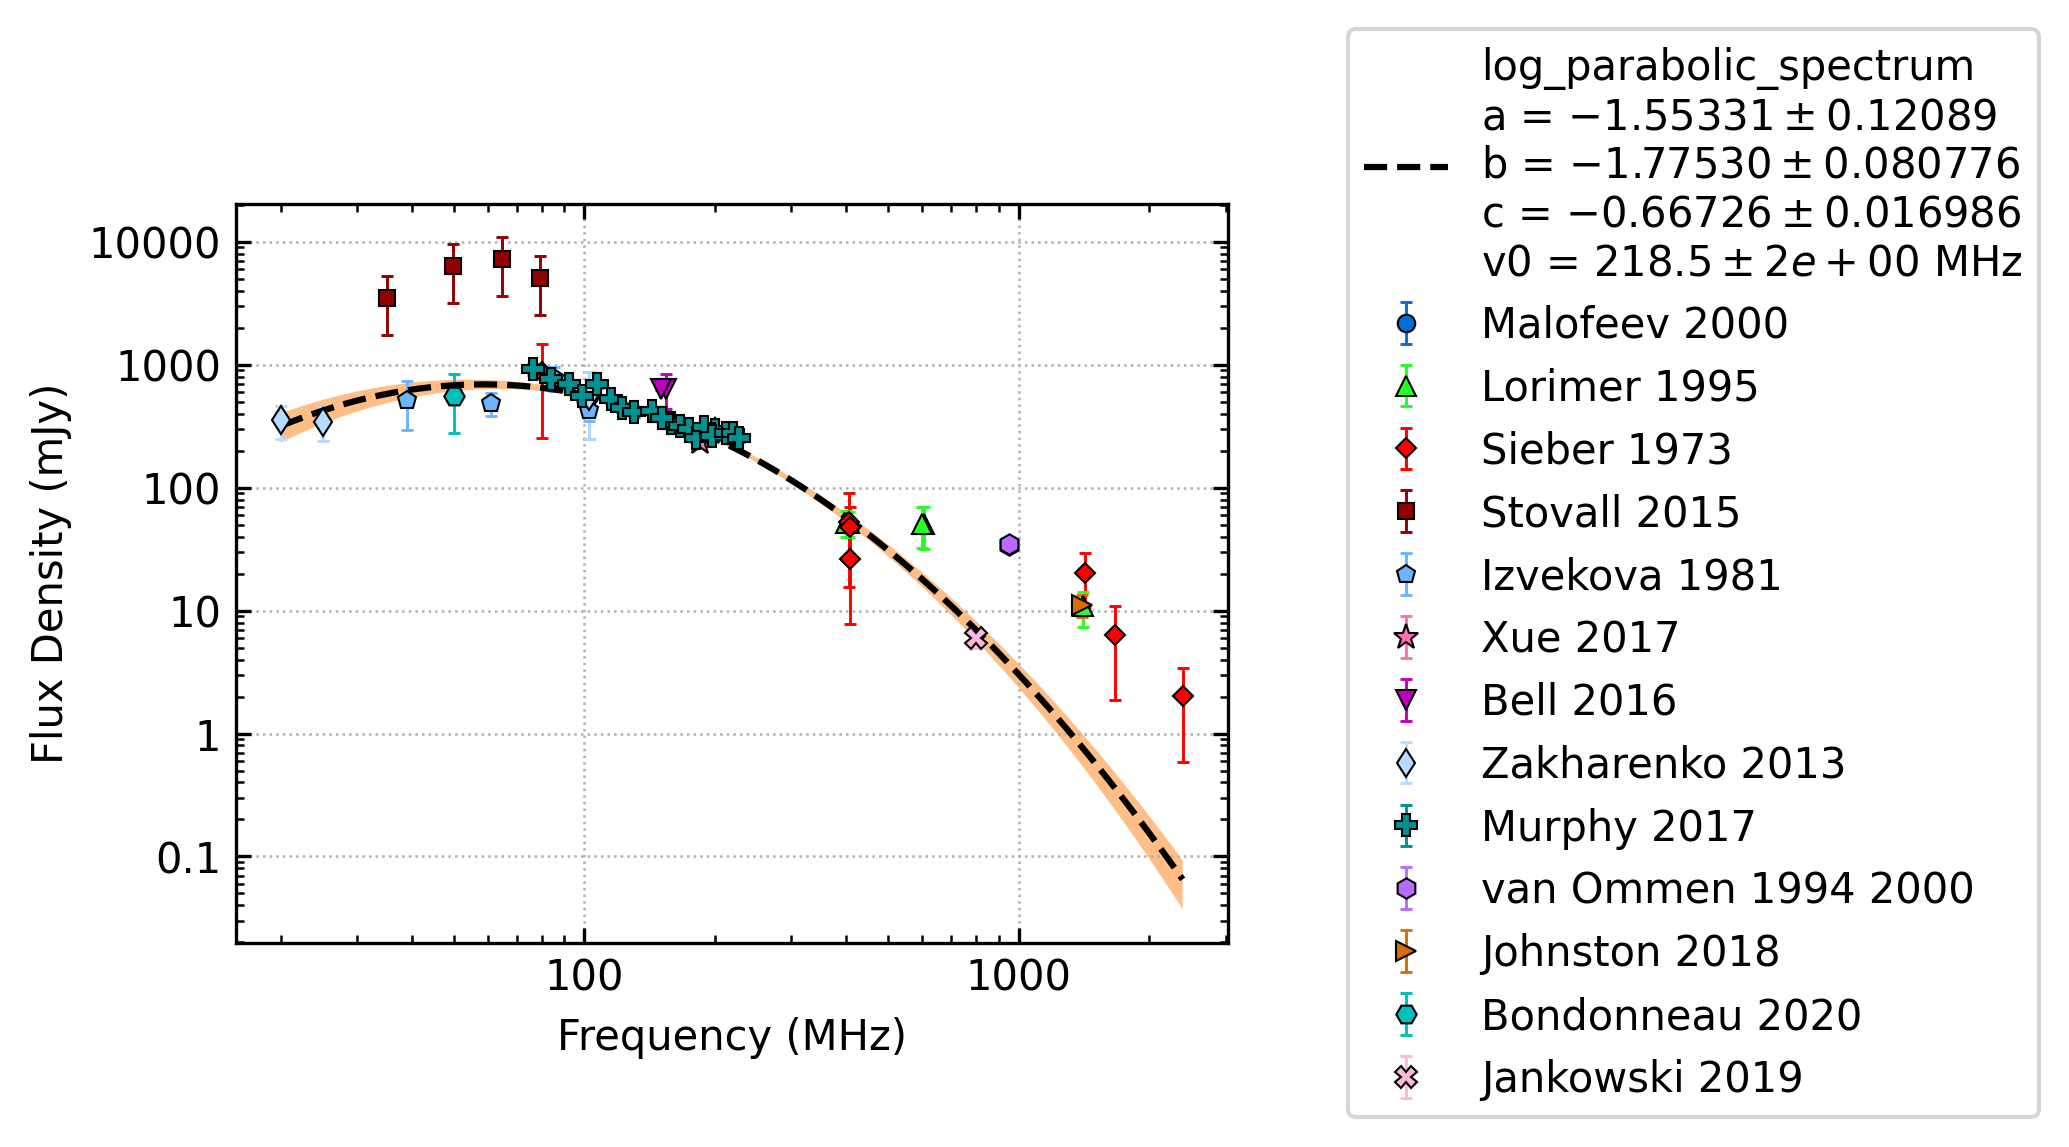 log_parabolic_spectrum
a = −1.55331 ± 0.12089
b = −1.77530 ± 0.080776
c = −0.66726 ± 0.016986
v0 = 218.5 ± 2e + 00 MHz
Malofeev 2000
Lorimer 1995
Sieber 1973
Stovall 2015
Izvekova 1981
Xue 2017
Bell 2016
Zakharenko 2013
Murphy 2017
van Ommen 1994 2000
Johnston 2018
Bondonneau 2020
Jankowski 2019
10000
1000
100
10
1
0.1
Flux Density (mJy)
100 1000
Frequency (MHz)